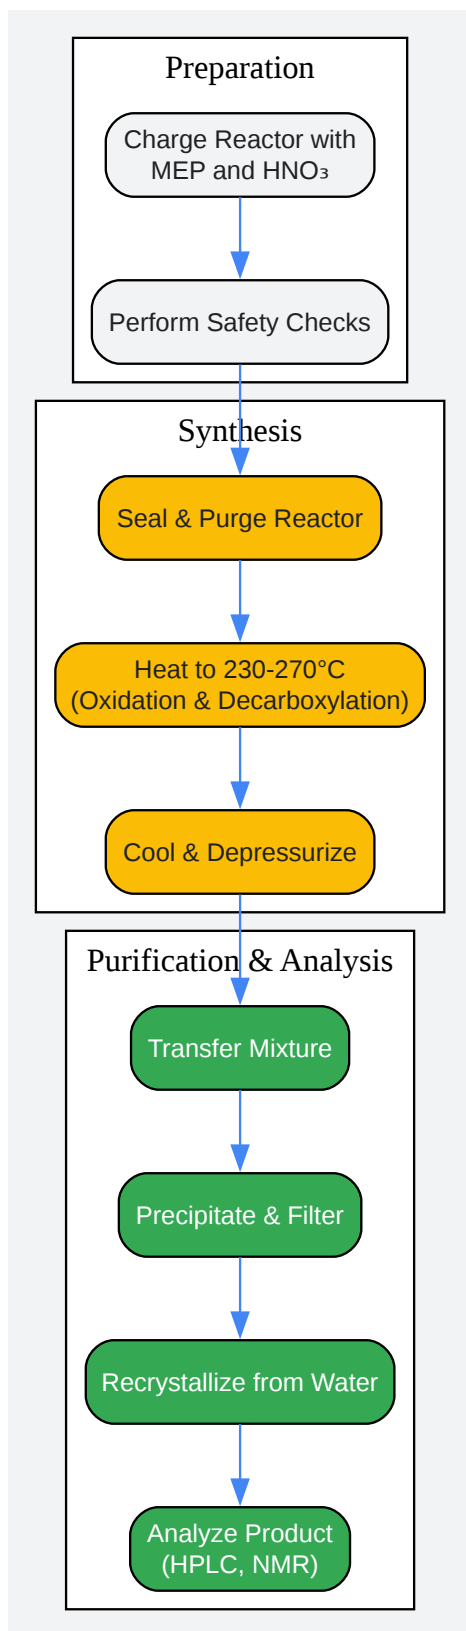 Preparation
Charge Reactor with
MEP and HNO₃
Perform Safety Checks
Synthesis
Seal & Purge Reactor
Heat to 230-270°C
(Oxidation & Decarboxylation)
Cool & Depressurize
Purification & Analysis
Transfer Mixture
Precipitate & Filter
Recrystallize from Water
Analyze Product
(HPLC, NMR)